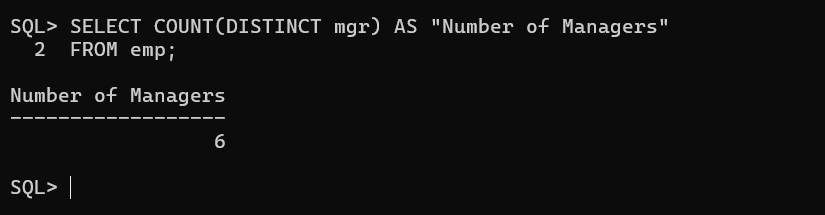 SQL> SELECT COUNT(DISTINCT mgr) AS "Number of Managers"
  2  FROM emp;
Number of Managers
------------------
                 6
SQL>